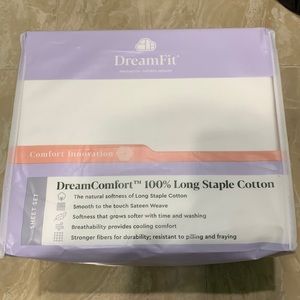 DreamFit®
Comfort Innovation
DreamComfort™ 100% Long Staple Cotton
The natural softness of Long Staple Cotton
Smooth to the touch Sateen Weave
Softness that grows softer with time and washing
Breathability provides cooling comfort
Stronger fibers for durability; resistant to pilling and fraying
SHEET SET